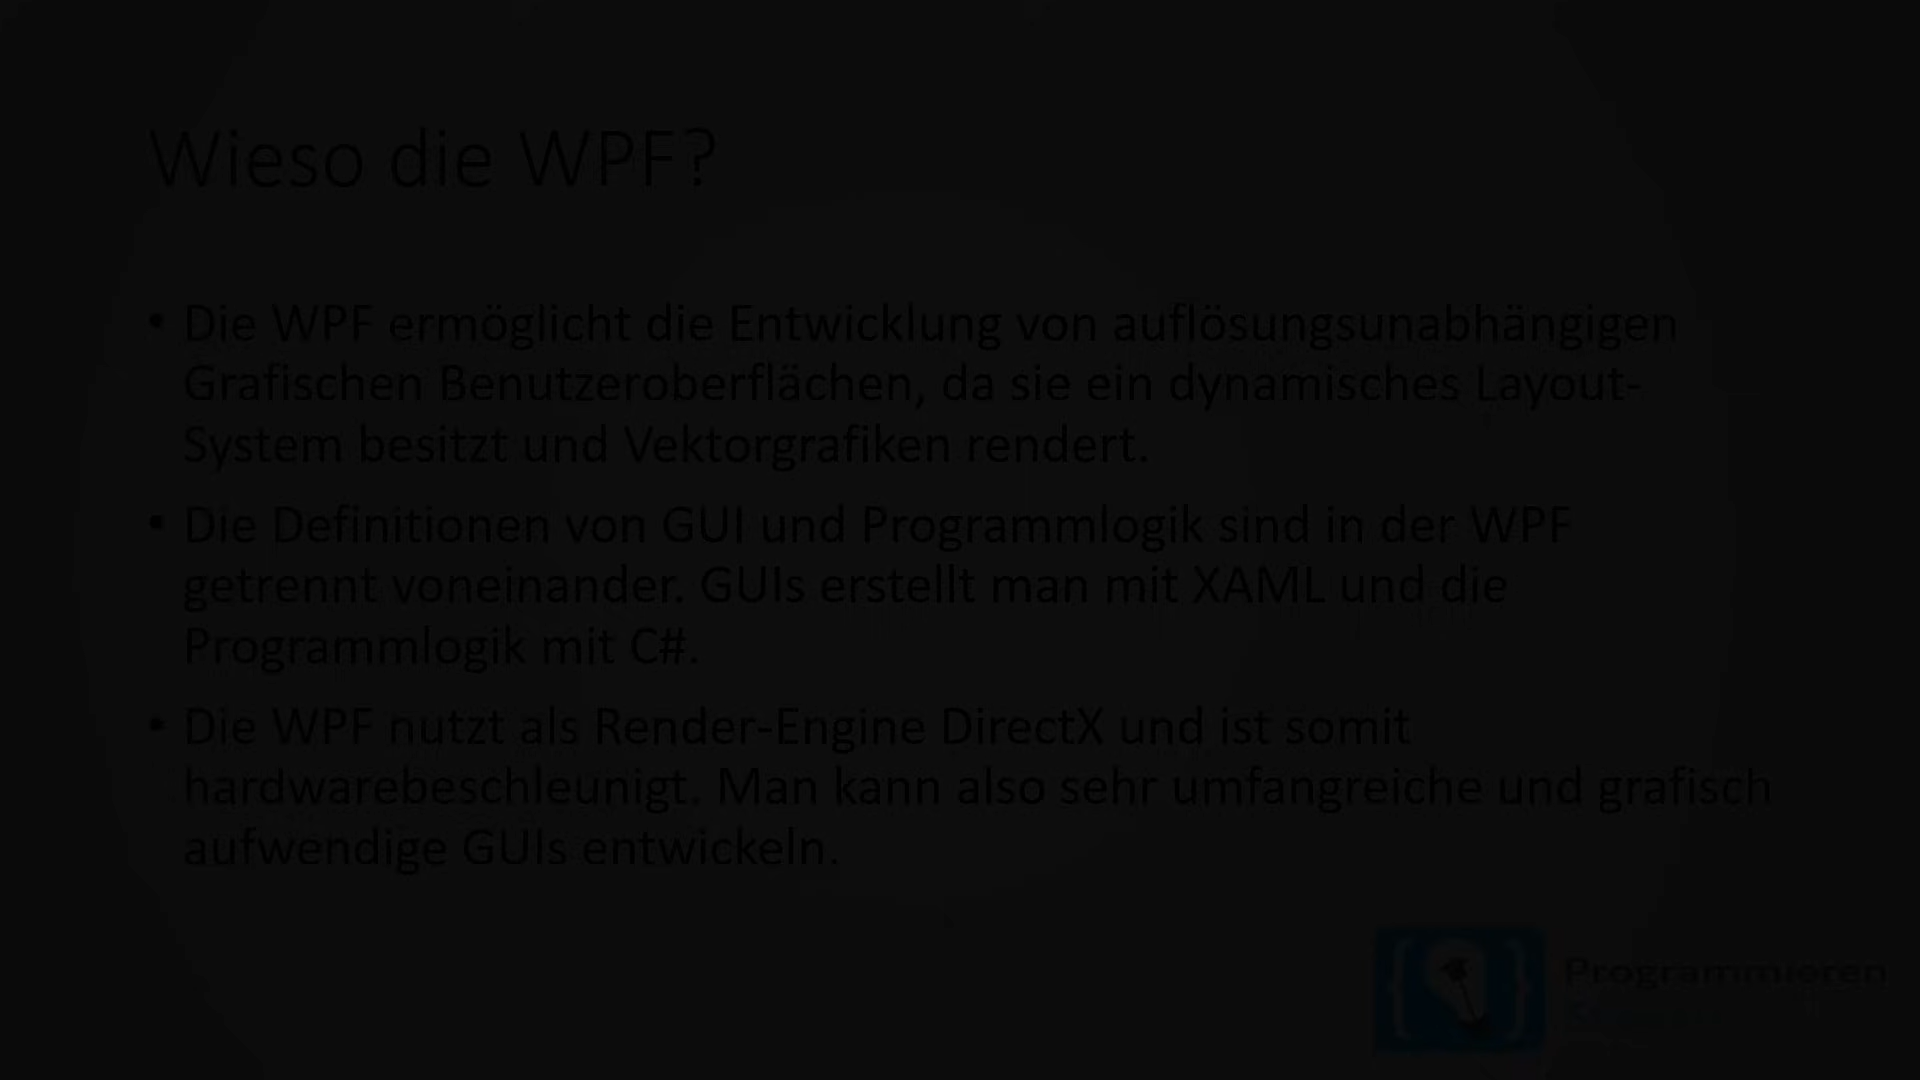 Wieso die WPF?
• Die WPF ermöglicht die Entwicklung von auflösungsunabhängigen
Grafischen Benutzeroberflächen, da sie ein dynamisches Layout-
System besitzt und Vektorgrafiken rendert.
• Die Definitionen von GUI und Programmlogik sind in der WPF
getrennt voneinander. GUIs erstellt man mit XAML und die
Programmlogik mit C#.
• Die WPF nutzt als Render-Engine DirectX und ist somit
hardwarebeschleunigt. Man kann also sehr umfangreiche und grafisch
aufwendige GUIs entwickeln.
Programmieren